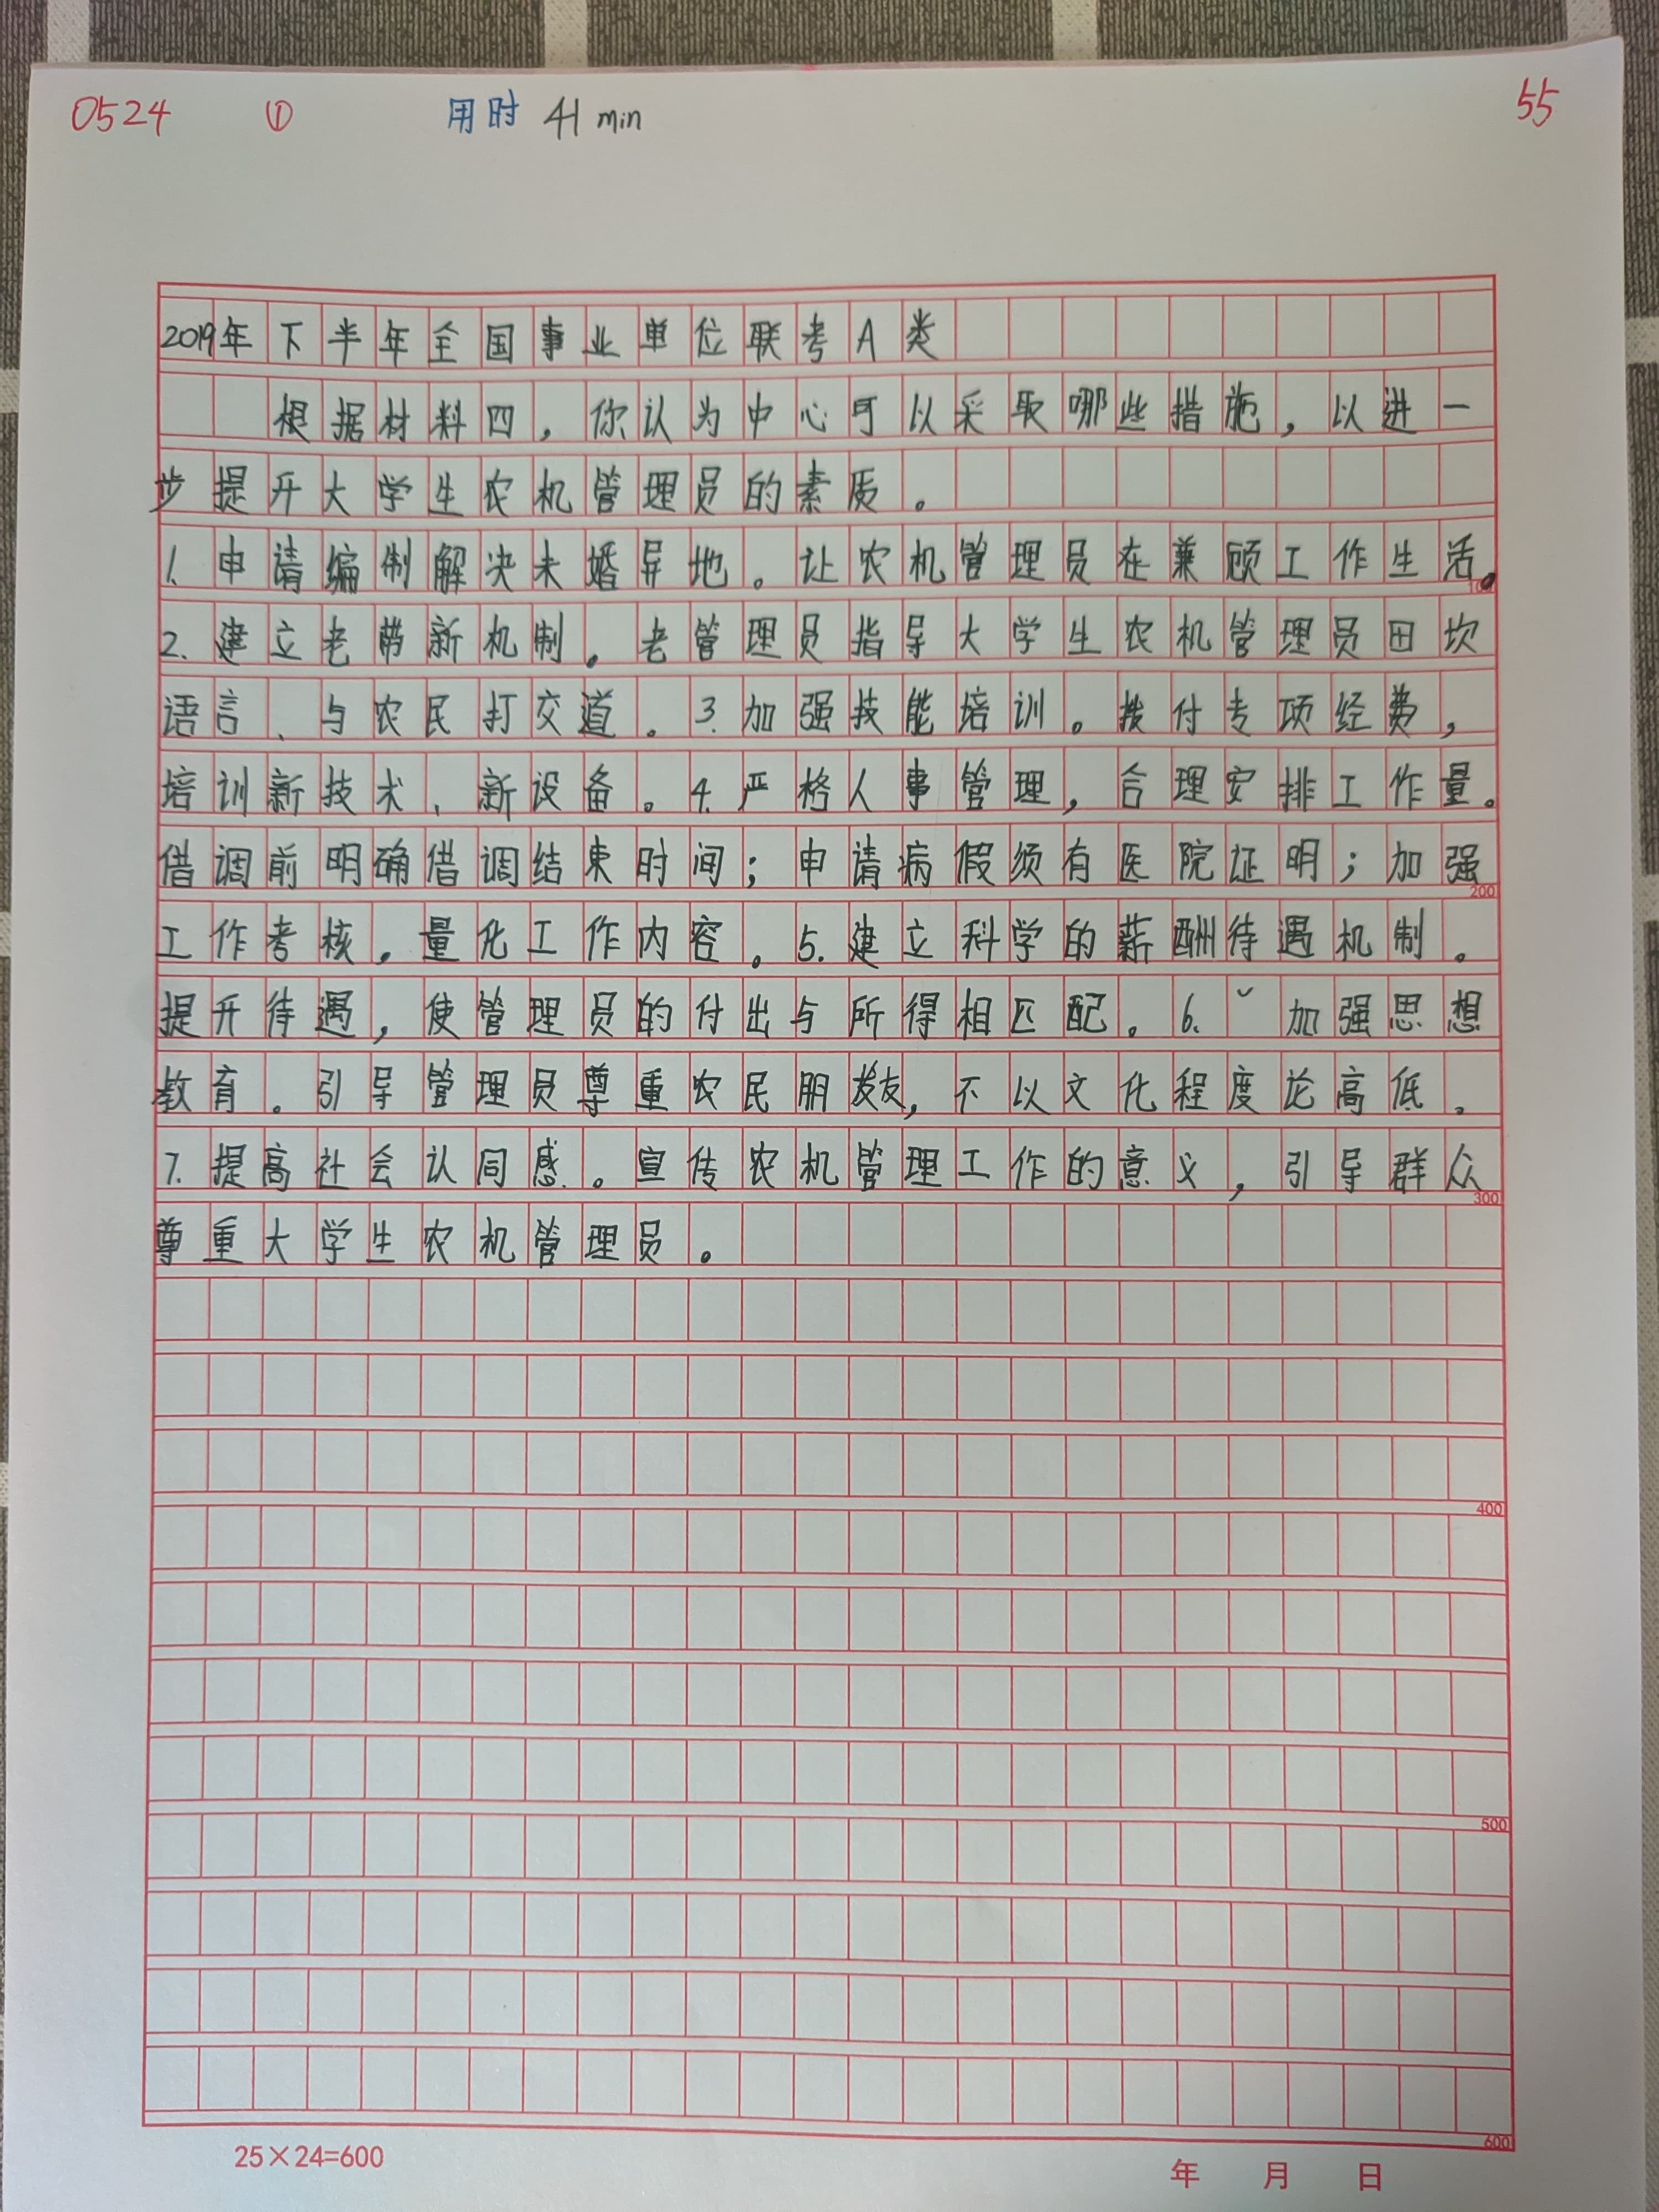 0524 ① 用时 41 min 55
2019年下半年全国事业单位联考A类
根据材料四，你认为中心可以采取哪些措施，以进一
步提升大学生农机管理员的素质。
1. 申请编制解决未婚异地。让农机管理员在兼顾工作生活。
2. 建立老带新机制。老管理员指导大学生农机管理员田坎
语言、与农民打交道。3. 加强技能培训。拨付专项经费，
培训新技术、新设备。4. 严格人事管理，合理安排工作量。
借调前明确借调结束时间；申请病假须有医院证明；加强
工作考核。量化工作内容。5. 建立科学的薪酬待遇机制。
提升待遇，使管理员的付出与所得相匹配。6. 加强思想
教育。引导管理员尊重农民朋友，不以文化程度论高低。
7. 提高社会认同感。宣传农机管理工作的意义，引导群众
尊重大学生农机管理员。
100
200
300
400
500
600
25×24=600 年 月 日